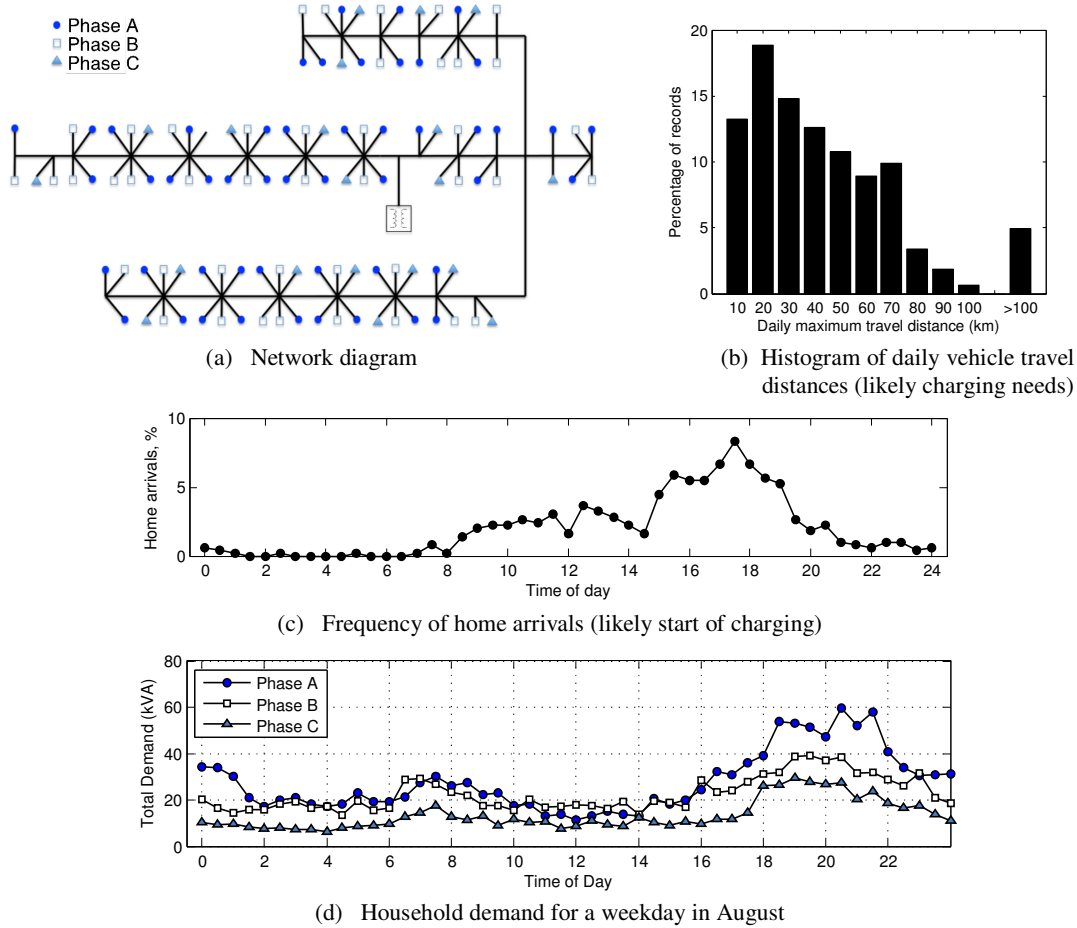 Phase A
Phase B
Phase C
(a) Network diagram
20
15
10
5
0
Percentage of records
10 20 30 40 50 60 70 80 90 100 >100
Daily maximum travel distance (km)
(b) Histogram of daily vehicle travel
distances (likely charging needs)
10
5
0
Home arrivals, %
0 2 4 6 8 10 12 14 16 18 20 22 24
Time of day
(c) Frequency of home arrivals (likely start of charging)
80
60
40
20
0
Total Demand (kVA)
Phase A
Phase B
Phase C
0 2 4 6 8 10 12 14 16 18 20 22
Time of Day
(d) Household demand for a weekday in August